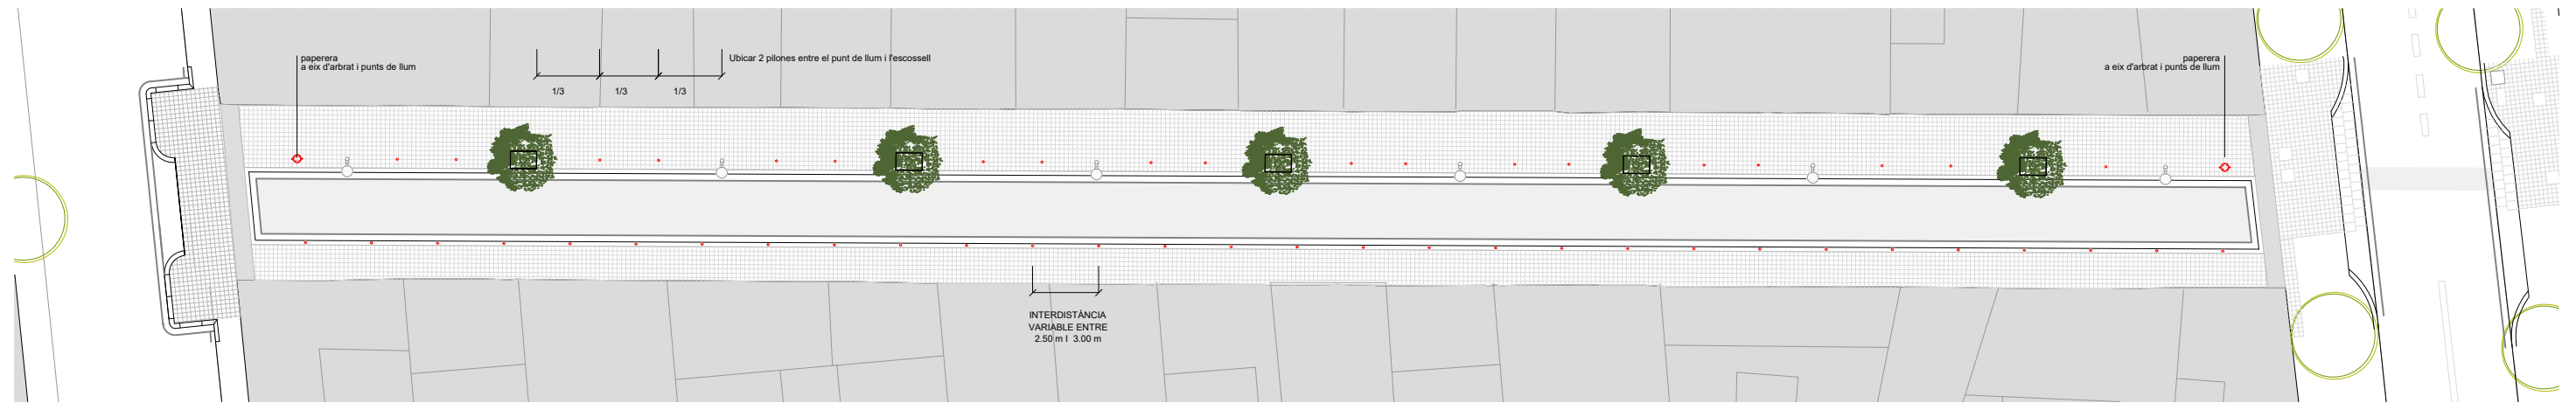 paperera
a eix d'arbrat i punts de llum
Ubicar 2 pilones entre el punt de llum i l'escossell
1/3
1/3
1/3
paperera
a eix d'arbrat i punts de llum
INTERDISTÀNCIA
VARIABLE ENTRE
2.50 m I 3.00 m